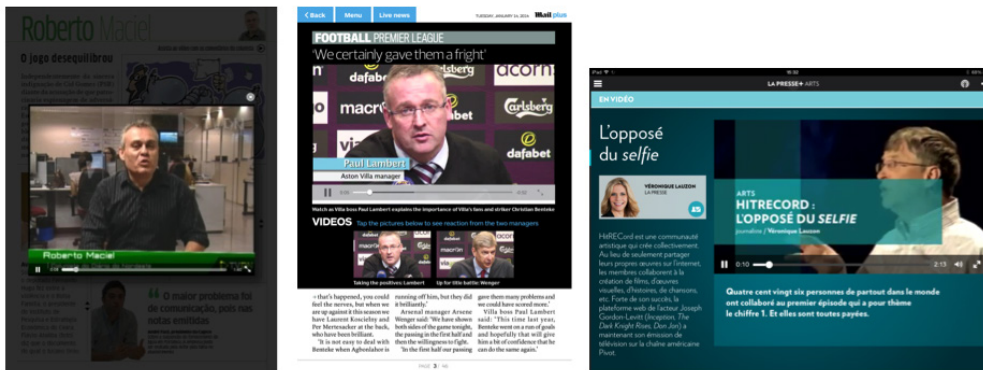 Roberto Maciel
O jogo desequilibrou
Roberto Maciel
O maior problema foi
de comunicação, pois nas
notas emitidas
Back
Menu
Live news
TUESDAY, JANUARY 14, 2014
Mail plus
FOOTBALL PREMIER LEAGUE
'We certainly gave them a fright'
Carlsberg
acorn
dafabet
macro
Carlsberg
via
dafabet
Paul Lambert
Aston Villa manager
Watch as Villa boss Paul Lambert explains the importance of Villa's fans and striker Christian Benteke
VIDEOS Tap the pictures below to see reaction from the two managers
Taking the positives: Lambert
Up for title battle: Wenger
that's happened, you could
feel the nerves, but when we
are up against it this season we
have Laurent Koscielny and
Per Mertesacker at the back,
who have been brilliant.
"It is not easy to deal with
Benteke when Agbonlahor is
running off him, but they did
it brilliantly.'
Arsenal manager Arsene
Wenger said: 'We have shown
both sides of the game tonight,
the passing in the first half and
then the willingness to fight.
'In the first half our passing
gave them many problems and
we could have scored more.'
Villa boss Paul Lambert
said: 'This time last year,
Benteke went on a run of goals
and hopefully that will give
him a bit of confidence that he
can do the same again.'
PAGE 3 / 146
iPad
15:32
88%
LA PRESSE+ ARTS
EN VIDÉO
L'opposé
du selfie
VÉRONIQUE LAUZON
LA PRESSE
HitRECord est une communauté
artistique qui crée collectivement.
Au lieu de seulement partager
leurs propres œuvres sur l'internet,
les membres collaborent à la
création de films, d'œuvres
visuelles, d'histoires, de chansons,
etc. Forte de son succès, la
plateforme web de l'acteur Joseph
Gordon-Levitt (Inception, The
Dark Knight Rises, Don Jon) a
maintenant son émission de
télévision sur la chaîne américaine
Pivot.
ARTS
HITRECORD :
L'OPPOSÉ DU SELFIE
journaliste / Véronique Lauzon
0:10
2:13
Quatre cent vingt six personnes de partout dans le monde
ont collaboré au premier épisode qui a pour thème
le chiffre 1. Et elles sont toutes payées.